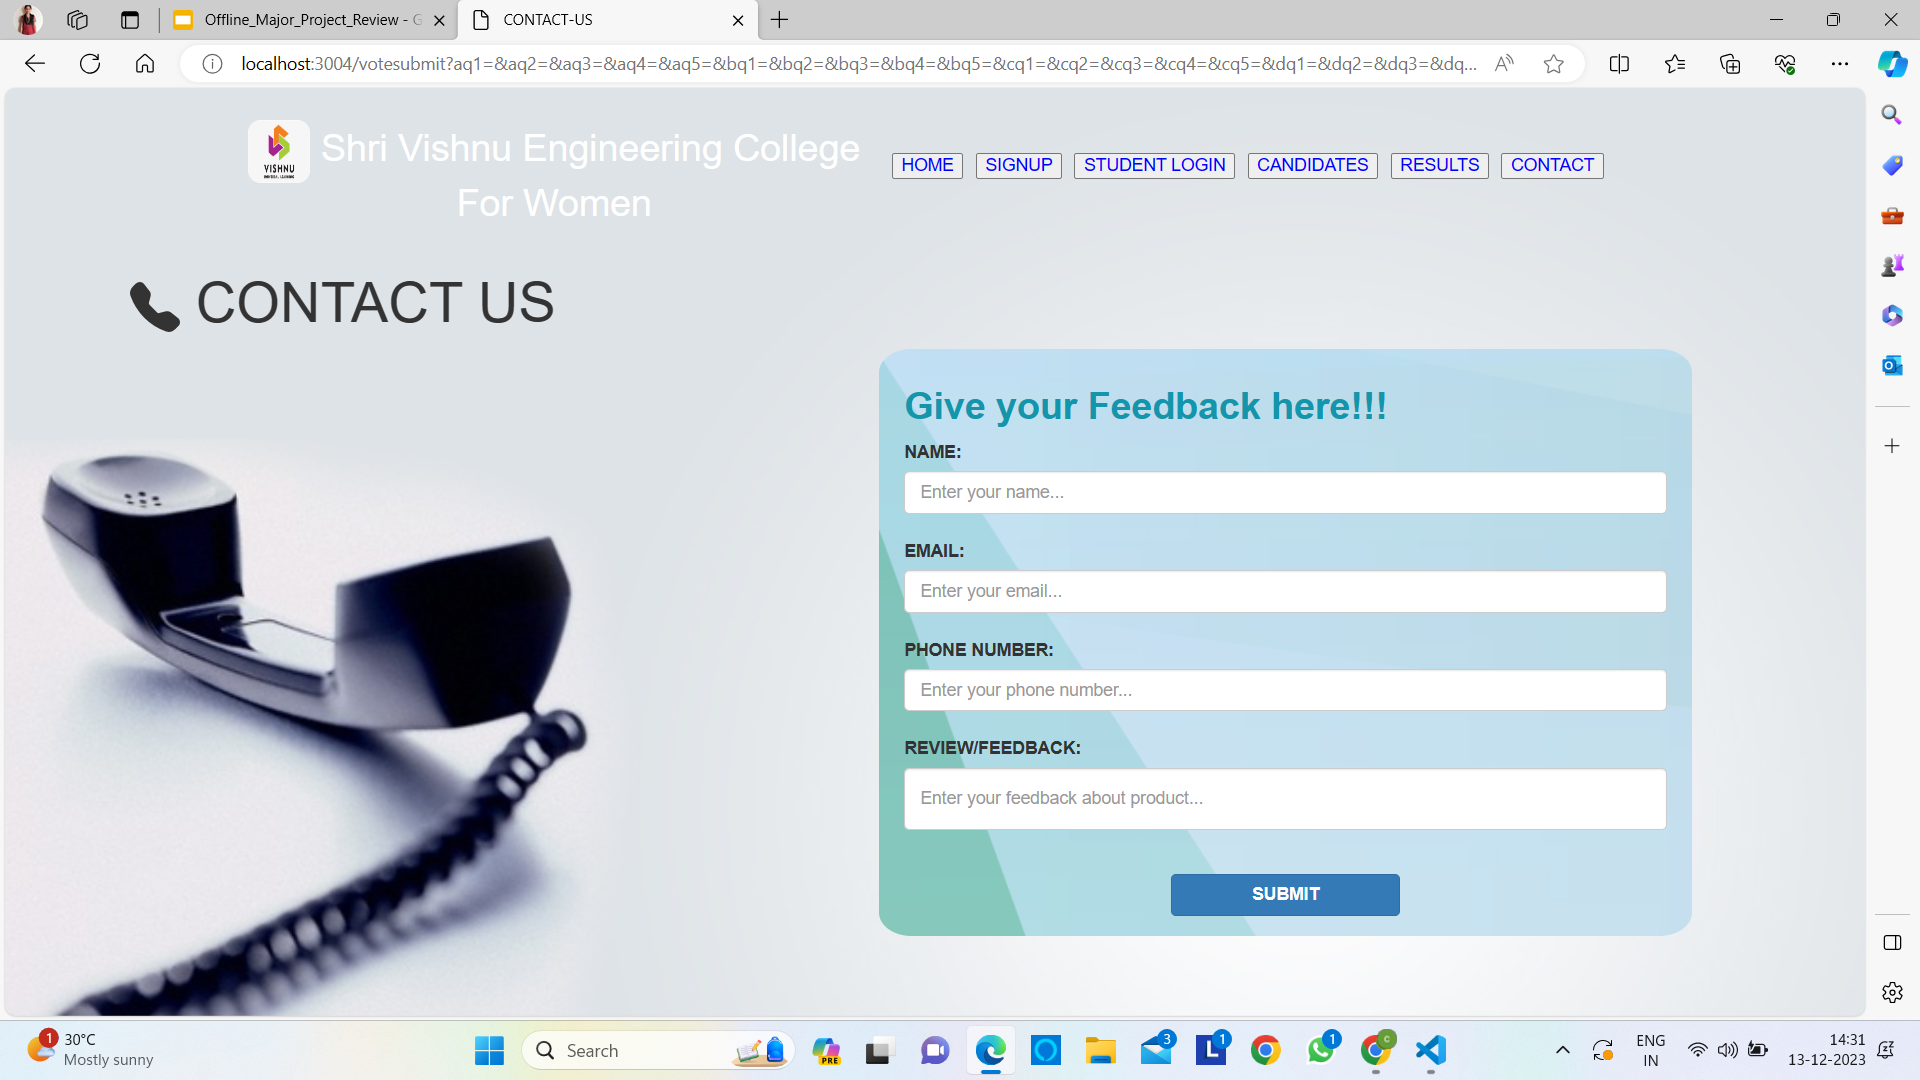 Offline_Major_Project_Review - G
CONTACT-US
localhost:3004/votesubmit?aq1=&aq2=&aq3=&aq4=&aq5=&bq1=&bq2=&bq3=&bq4=&bq5=&cq1=&cq2=&cq3=&cq4=&cq5=&dq1=&dq2=&dq3=&dq...
VISHNU
Shri Vishnu Engineering College
For Women
HOME
SIGNUP
STUDENT LOGIN
CANDIDATES
RESULTS
CONTACT
CONTACT US
Give your Feedback here!!!
NAME:
Enter your name...
EMAIL:
Enter your email...
PHONE NUMBER:
Enter your phone number...
REVIEW/FEEDBACK:
Enter your feedback about product...
SUBMIT
1
30°C
Mostly sunny
Search
PRE
3
L
1
1
C
ENG
IN
14:31
13-12-2023